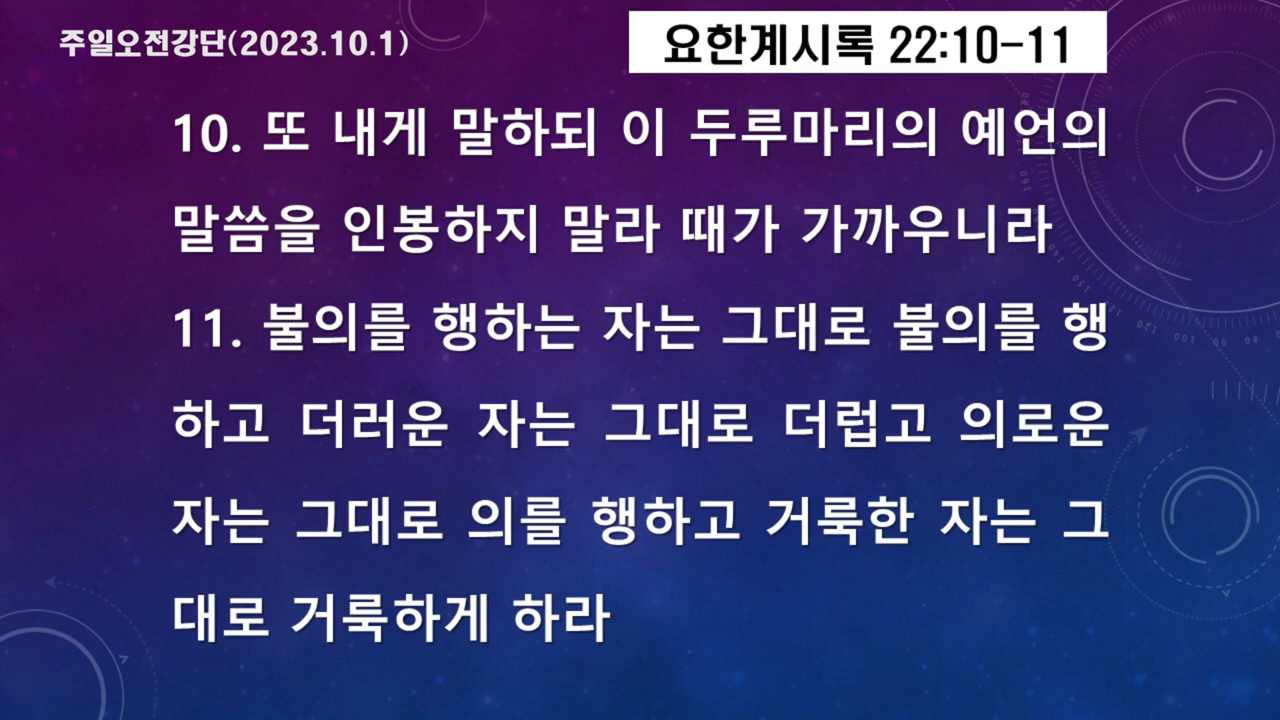 주일오전강단(2023.10.1)
요한계시록 22:10-11
10. 또 내게 말하되 이 두루마리의 예언의
말씀을 인봉하지 말라 때가 가까우니라
11. 불의를 행하는 자는 그대로 불의를 행
하고 더러운 자는 그대로 더럽고 의로운
자는 그대로 의를 행하고 거룩한 자는 그
대로 거룩하게 하라